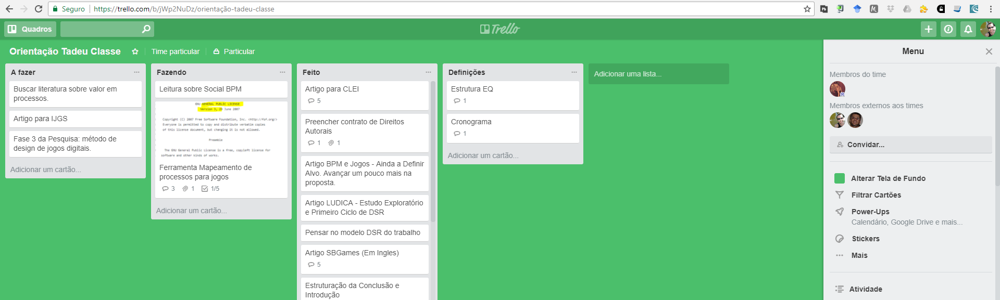 Seguro
https://trello.com/b/jWp2NuDz/orientação-tadeu-classe
Quadros
Trello
Orientação Tadeu Classe
Time particular
Particular
A fazer
Buscar literatura sobre valor em
processos.
Artigo para IJGS
Fase 3 da Pesquisa: método de
design de jogos digitais.
Adicionar um cartão...
Fazendo
Leitura sobre Social BPM
GNU GENERAL PUBLIC LICENSE
Version 3, 29 June 2007
Copyright (C) 2007 Free Software Foundation, Inc. <http://fsf.org/>
Everyone is permitted to copy and distribute verbatim copies
of this license document, but changing it is not allowed.
Preamble
The GNU General Public License is a free, copyleft license for
software and other kinds of works.
Ferramenta Mapeamento de
processos para jogos
3 1 1/5
Adicionar um cartão...
Feito
Artigo para CLEI
5
Preencher contrato de Direitos
Autorais
1 1
Artigo BPM e Jogos - Ainda a Definir
Alvo. Avançar um pouco mais na
proposta.
Artigo LUDICA - Estudo Exploratório
e Primeiro Ciclo de DSR
Pensar no modelo DSR do trabalho
Artigo SBGames (Em Ingles)
5
Estruturação da Conclusão e
Introdução
Definições
Estrutura EQ
1
Cronograma
1
Adicionar um cartão...
Adicionar uma lista...
Menu
Membros do time
Membros externos aos times
Convidar...
Alterar Tela de Fundo
Filtrar Cartões
Power-Ups
Calendário, Google Drive e mais...
Stickers
Mais
Atividade